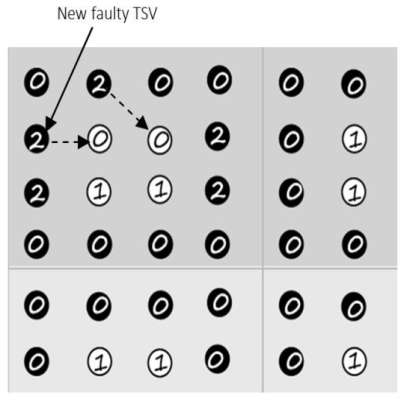 New faulty TSV
0 2 0 0 0 0
2 0 0 2 0 1
2 1 1 2 0 1
0 0 0 0 0 0
0 0 0 0 0 0
0 1 1 0 0 1